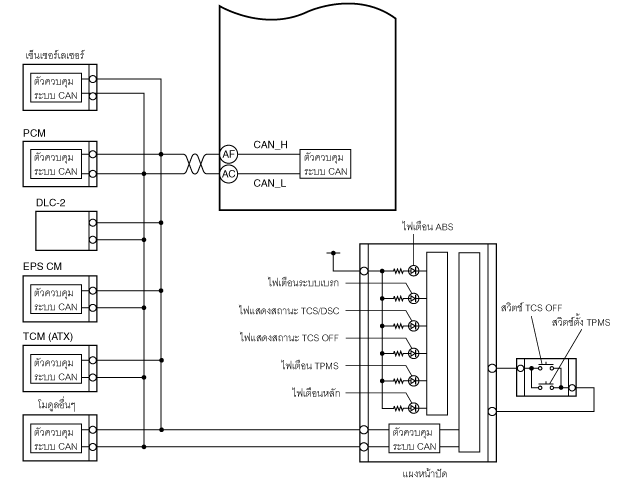 เซ็นเซอร์เลเซอร์
ตัวควบคุม
ระบบ CAN
PCM
ตัวควบคุม
ระบบ CAN
AF
CAN_H
AC
CAN_L
ตัวควบคุม
ระบบ CAN
DLC-2
EPS CM
ตัวควบคุม
ระบบ CAN
TCM (ATX)
ตัวควบคุม
ระบบ CAN
โมดูลอื่นๆ
ตัวควบคุม
ระบบ CAN
ไฟเตือน ABS
ไฟเตือนระบบเบรก
ไฟแสดงสถานะ TCS/DSC
ไฟแสดงสถานะ TCS OFF
ไฟเตือน TPMS
ไฟเตือนหลัก
ตัวควบคุม
ระบบ CAN
แผงหน้าปัด
สวิตช์ TCS OFF
สวิตช์ตั้ง TPMS